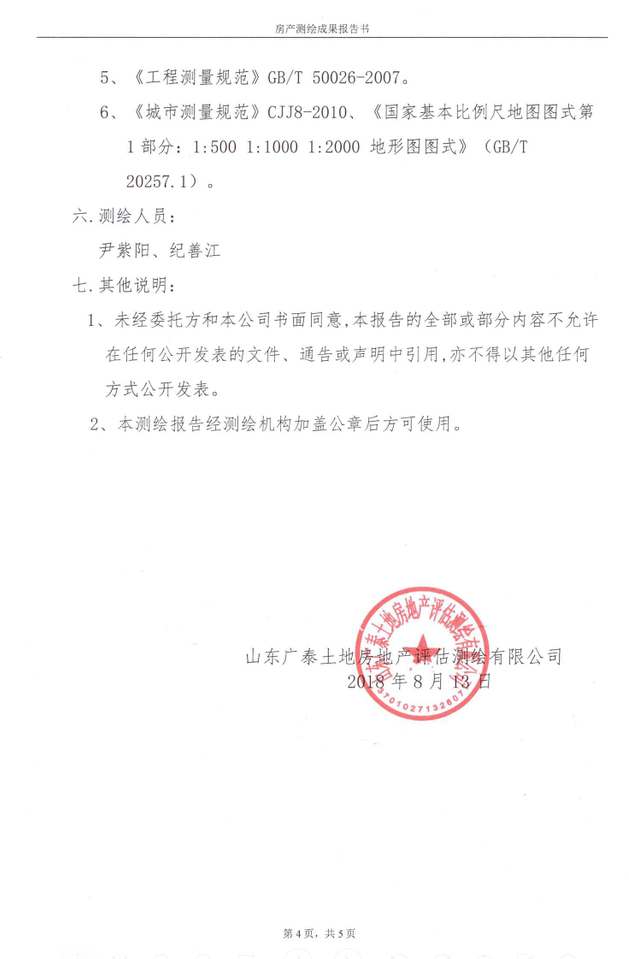 房产测绘成果报告书
5、《工程测量规范》GB/T 50026-2007。
6、《城市测量规范》CJJ8-2010、《国家基本比例尺地图图式第
1部分：1:500 1:1000 1:2000 地形图图式》（GB/T
20257.1）。
六.测绘人员：
尹紫阳、纪善江
七.其他说明：
1、未经委托方和本公司书面同意,本报告的全部或部分内容不允许
在任何公开发表的文件、通告或声明中引用,亦不得以其他任何
方式公开发表。
2、本测绘报告经测绘机构加盖公章后方可使用。
山东广泰土地房地产评估测绘有限公司
山东广泰土地房地产评估测绘有限公司
2018 年 8 月 13 日
3701027132607
第 4 页，共 5 页